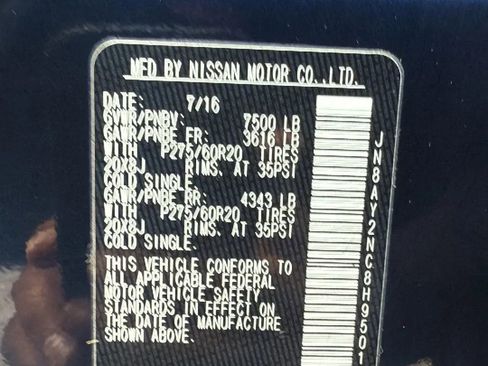 MFD BY NISSAN MOTOR CO.,LTD.
DATE: 7/16
GVWR/PNBV: 7500 LB
GAWR/PNBE FR: 3616 LB
WITH P275/60R20 TIRES
20X8J RIMS. AT 35PSI
COLD SINGLE.
GAWR/PNBE RR: 4343 LB
WITH P275/60R20 TIRES
20X8J RIMS. AT 35PSI
COLD SINGLE.
THIS VEHICLE CONFORMS TO
ALL APPLICABLE FEDERAL
MOTOR VEHICLE SAFETY
STANDARDS IN EFFECT ON
THE DATE OF MANUFACTURE
SHOWN ABOVE.
JN8AY2NC8H9501